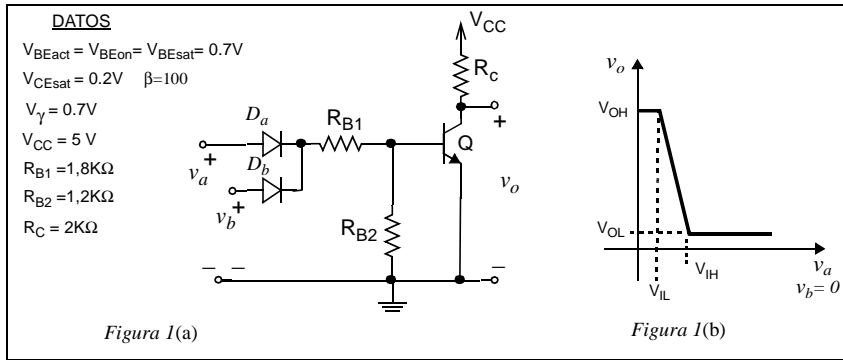 DATOS
V_BEact = V_BEon = V_BEsat = 0.7V
V_CEsat = 0.2V β=100
V_γ = 0.7V
V_CC = 5 V
R_B1 = 1,8KΩ
R_B2 = 1,2KΩ
R_C = 2KΩ
V_CC
R_c
D_a
R_B1
Q
+
+
v_a
D_b
+
v_b
v_o
R_B2
– – –
Figura 1(a)
v_o
V_OH
V_OL
V_IL
V_IH
v_a
v_b = 0
Figura 1(b)